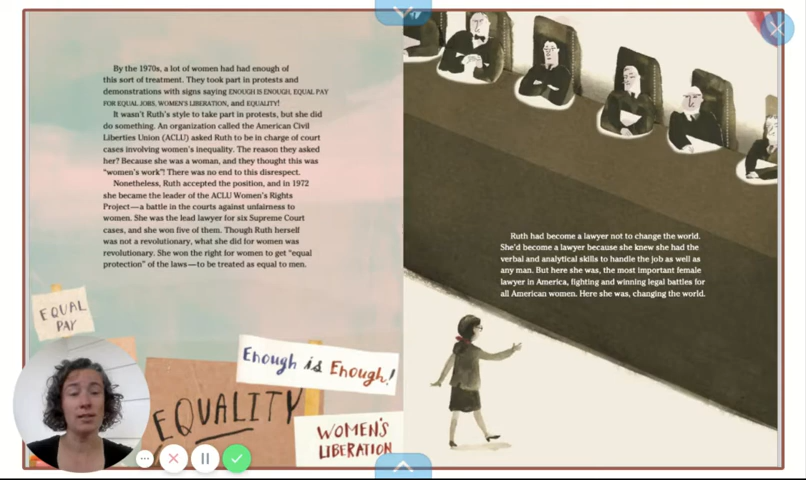 By the 1970s, a lot of women had had enough of
this sort of treatment. They took part in protests and
demonstrations with signs saying ENOUGH IS ENOUGH, EQUAL PAY
FOR EQUAL JOBS, WOMEN'S LIBERATION, and EQUALITY!
It wasn't Ruth's style to take part in protests, but she did
do something. An organization called the American Civil
Liberties Union (ACLU) asked Ruth to be in charge of court
cases involving women's inequality. The reason they asked
her? Because she was a woman, and they thought this was
"women's work"! There was no end to this disrespect.
Nonetheless, Ruth accepted the position, and in 1972
she became the leader of the ACLU Women's Rights
Project—a battle in the courts against unfairness to
women. She was the lead lawyer for six Supreme Court
cases, and she won five of them. Though Ruth herself
was not a revolutionary, what she did for women was
revolutionary. She won the right for women to get "equal
protection" of the laws—to be treated as equal to men.
EQUAL
PAY
Enough is Enough!
EQUALITY
WOMEN'S
LIBERATION
Ruth had become a lawyer not to change the world.
She'd become a lawyer because she knew she had the
verbal and analytical skills to handle the job as well as
any man. But here she was, the most important female
lawyer in America, fighting and winning legal battles for
all American women. Here she was, changing the world.